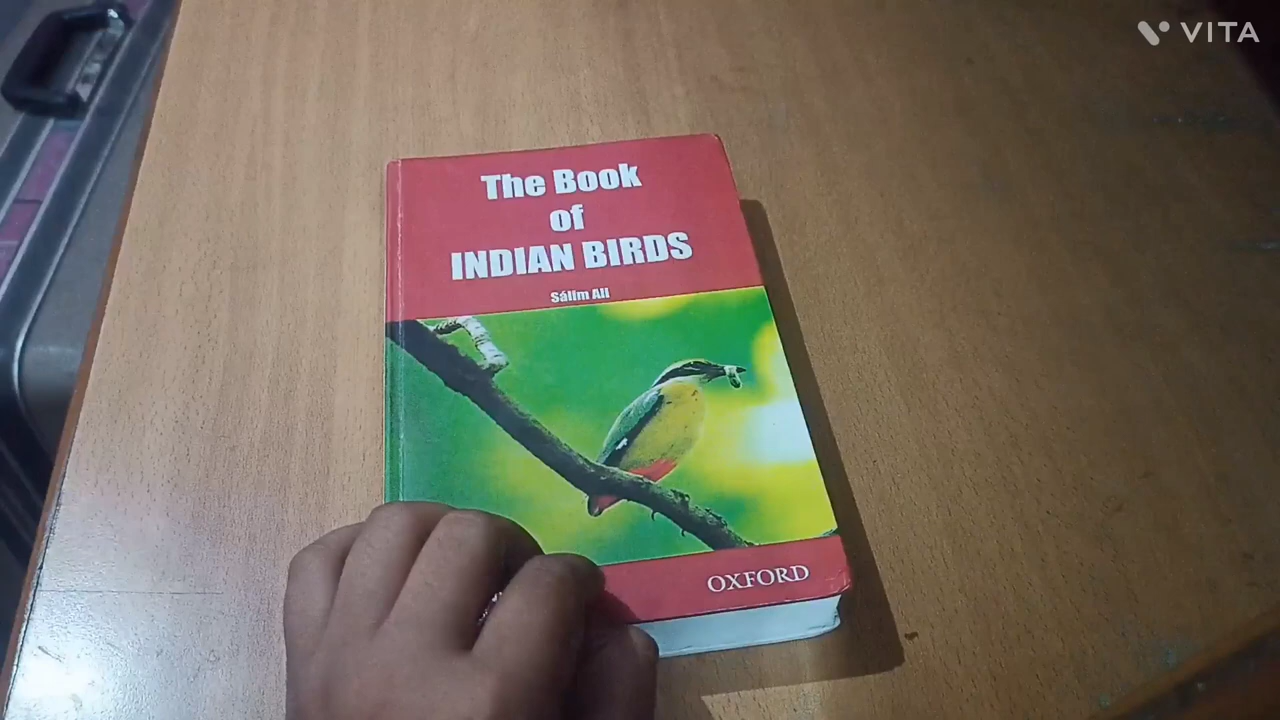 VITA
The Book
of
INDIAN BIRDS
Sálim Ali
OXFORD